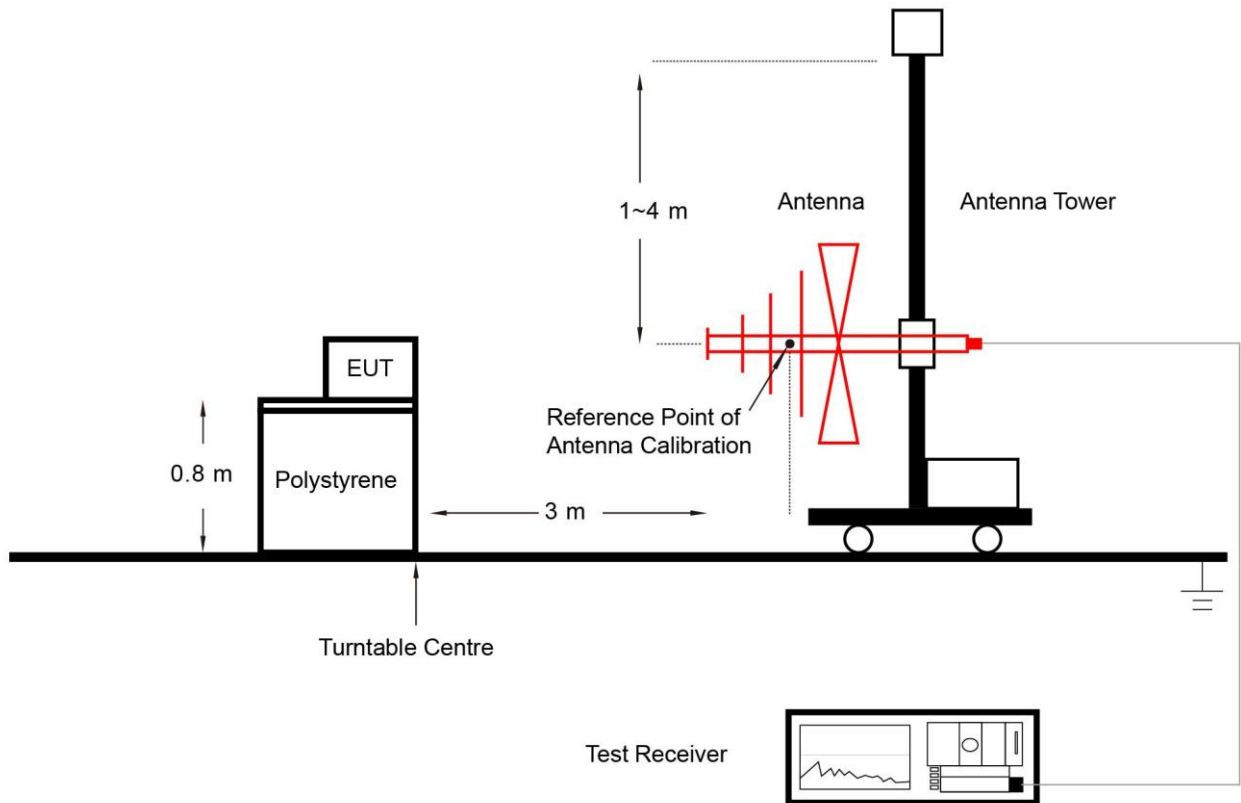 1~4 m
Antenna
Antenna Tower
EUT
Reference Point of
Antenna Calibration
0.8 m
Polystyrene
3 m
Turntable Centre
Test Receiver